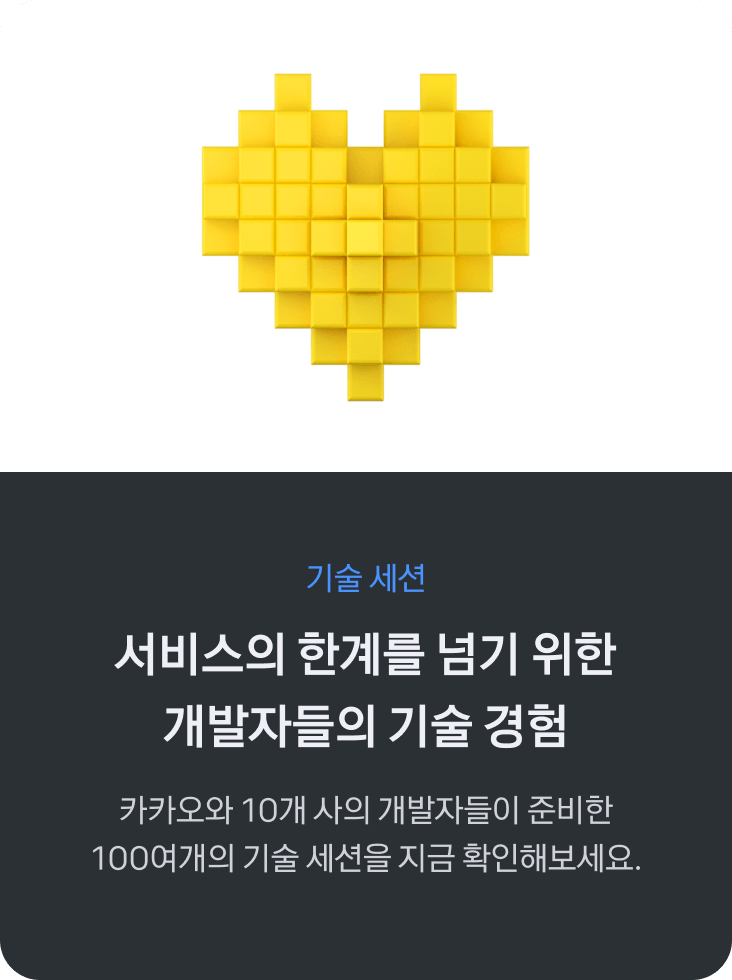 기술 세션
서비스의 한계를 넘기 위한
개발자들의 기술 경험
카카오와 10개 사의 개발자들이 준비한
100여개의 기술 세션을 지금 확인해보세요.